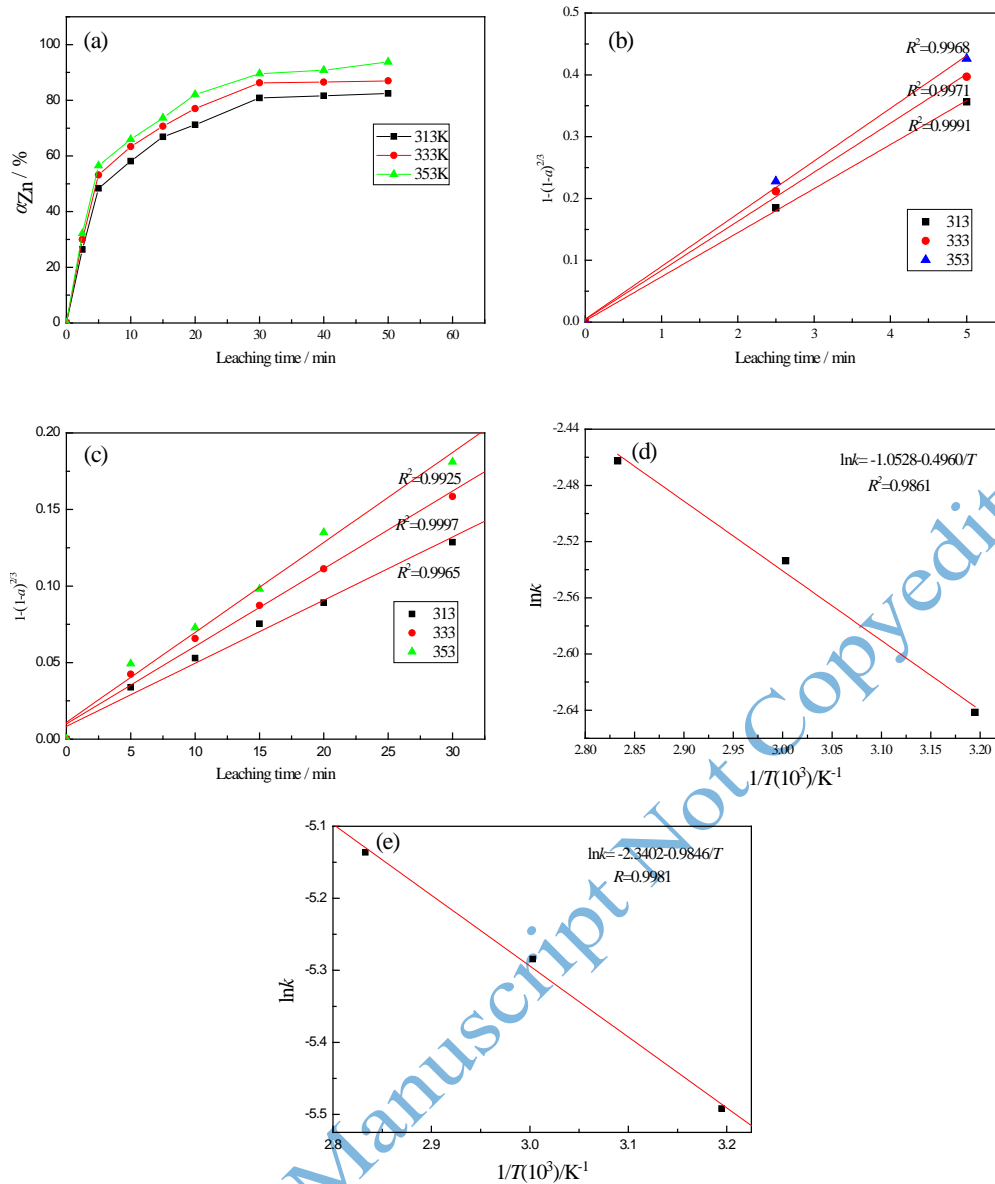 (a)
100
80
60
40
20
0
αZn / %
313K
333K
353K
0 10 20 30 40 50 60
Leaching time / min
(b)
0.5
0.4
0.3
0.2
0.1
0.0
1-(1-a)^2/3
R²=0.9968
R²=0.9971
R²=0.9991
313
333
353
0 1 2 3 4 5
Leaching time / min
(c)
0.20
0.15
0.10
0.05
0.00
1-(1-a)^2/3
R²=0.9925
R²=0.9997
R²=0.9965
313
333
353
0 5 10 15 20 25 30
Leaching time / min
(d)
-2.44
-2.48
-2.52
-2.56
-2.60
-2.64
lnk
lnk= -1.0528-0.4960/T
R²=0.9861
2.80 2.85 2.90 2.95 3.00 3.05 3.10 3.15 3.20
1/T(10³)/K⁻¹
(e)
-5.1
-5.2
-5.3
-5.4
-5.5
lnk
lnk= -2.3402-0.9846/T
R=0.9981
2.8 2.9 3.0 3.1 3.2
1/T(10³)/K⁻¹
Manuscript Not Copyedit